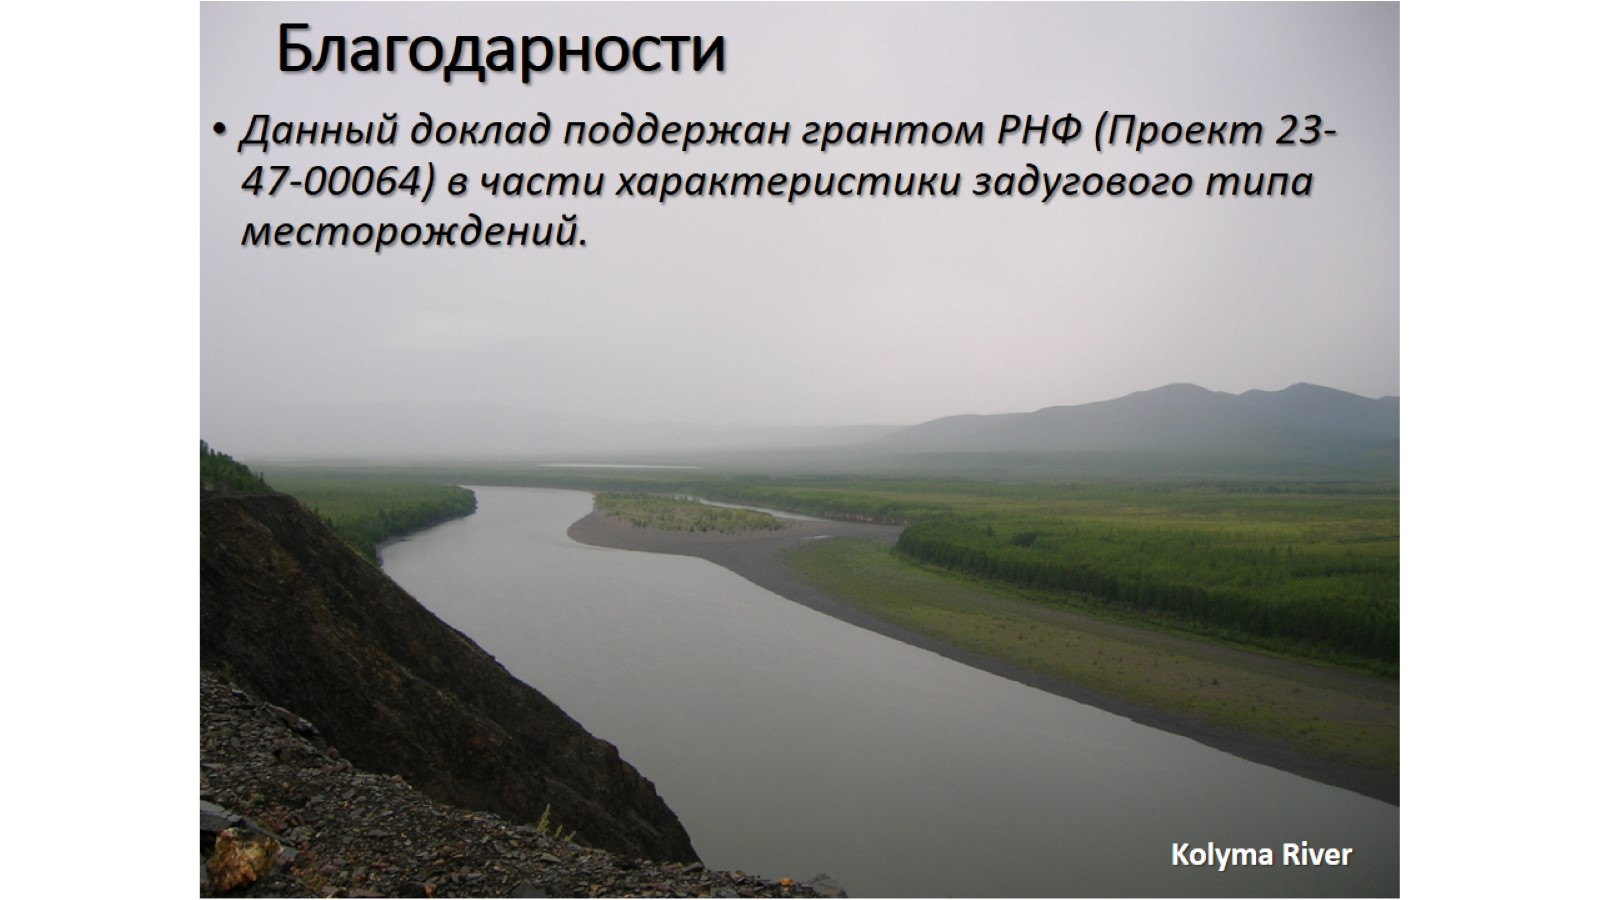 Благодарности
• Данный доклад поддержан грантом РНФ (Проект 23-
47-00064) в части характеристики задугового типа
месторождений.
Kolyma River